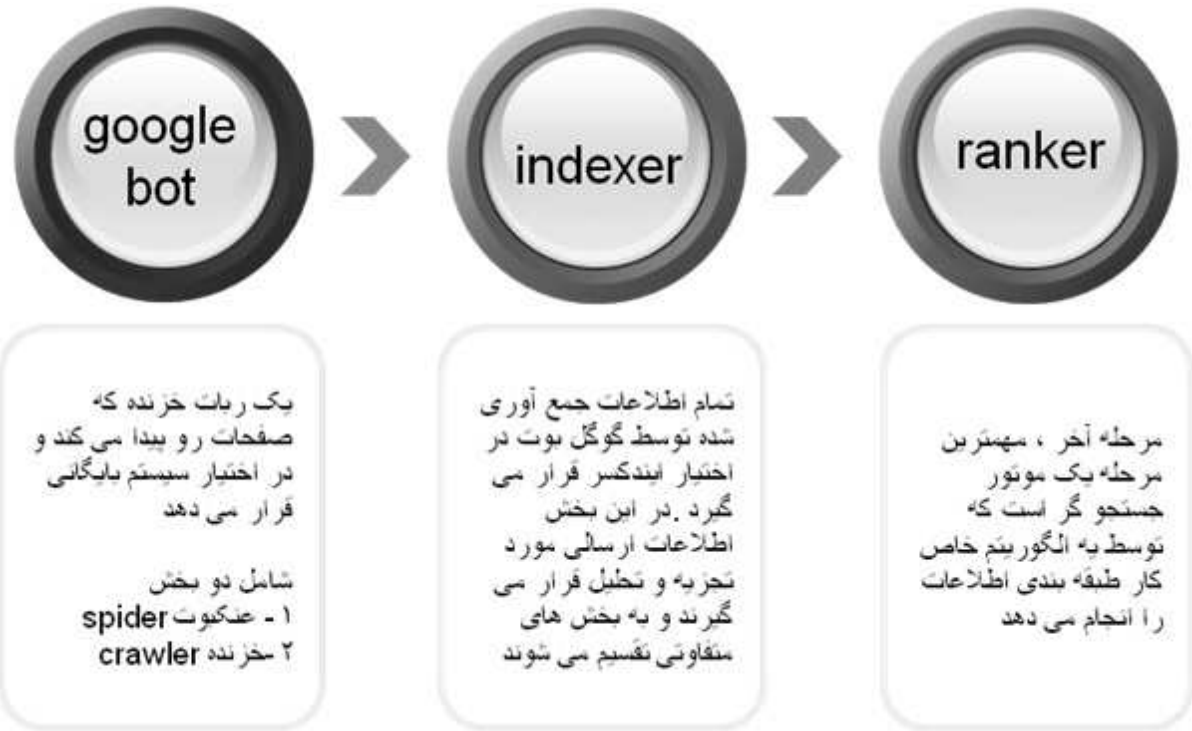 google
bot
indexer
ranker
یک ربات خزنده که
صفحات رو پیدا می کند و
در اختیار سیستم بایگانی
قرار می دهد
شامل دو بخش
۱ - عنکبوت spider
۲ -خزنده crawler
تمام اطلاعات جمع آوری
شده توسط گوگل بوت در
اختیار ایندکسر قرار می
گیرد .در این بخش
اطلاعات ارسالی مورد
تجزیه و تحلیل قرار می
گیرند و به بخش های
متفاوتی تقسیم می شوند
مرحله آخر ، مهمترین
مرحله یک موتور
جستجو گر است که
توسط یه الگوریتم خاص
کار طبقه بندی اطلاعات
را انجام می دهد